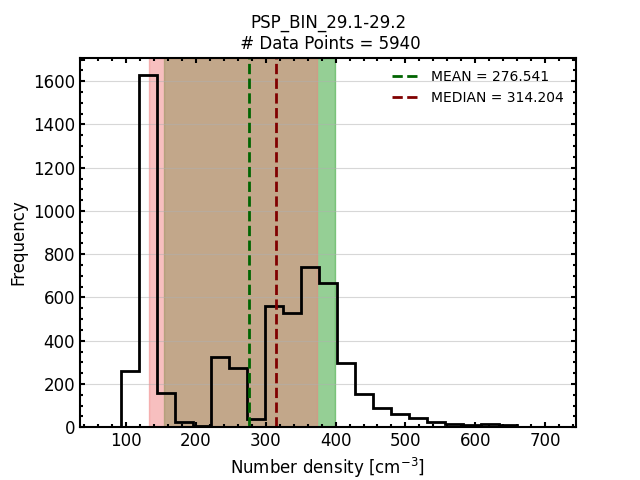 PSP_BIN_29.1-29.2
# Data Points = 5940
MEAN = 276.541
MEDIAN = 314.204
Frequency
1600
1400
1200
1000
800
600
400
200
0
100 200 300 400 500 600 700
Number density [cm⁻³]